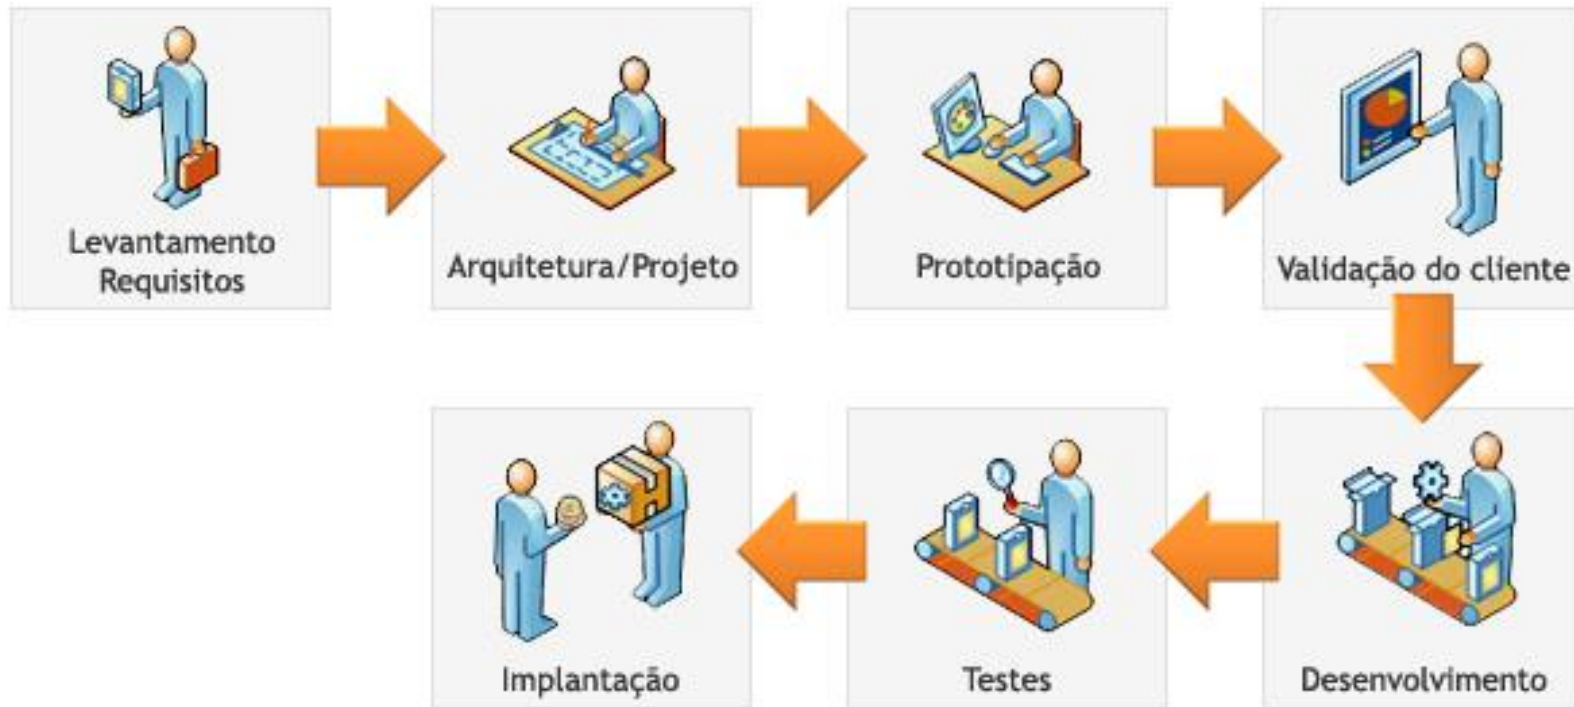 Levantamento
Requisitos
Arquitetura/Projeto
Prototipação
Validação do cliente
Desenvolvimento
Testes
Implantação